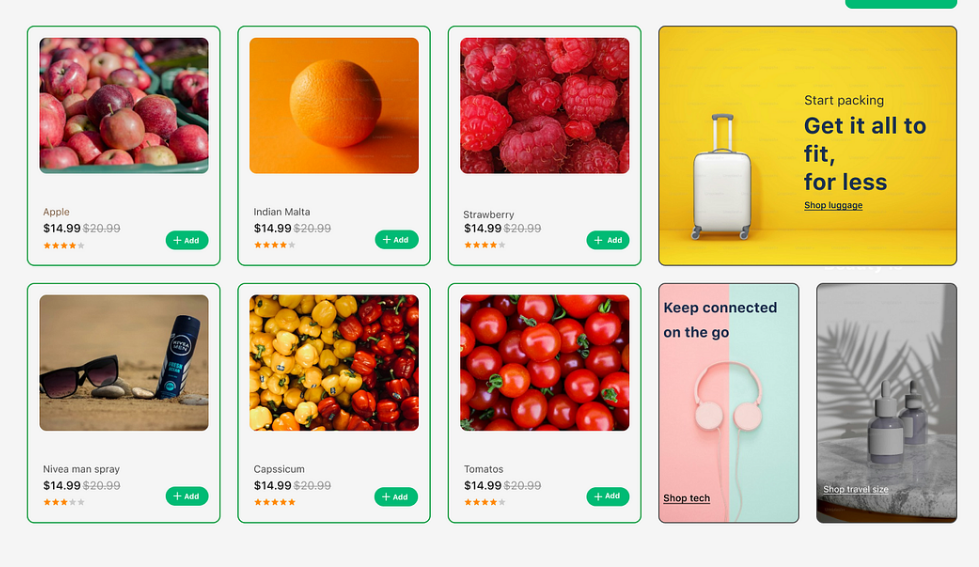 Apple
$14.99 $20.99
+ Add
Indian Malta
$14.99 $20.99
+ Add
Strawberry
$14.99 $20.99
+ Add
Start packing
Get it all to
fit,
for less
Shop luggage
NIVEA
MEN
Nivea man spray
$14.99 $20.99
+ Add
Capssicum
$14.99 $20.99
+ Add
Tomatos
$14.99 $20.99
+ Add
Keep connected
on the go
Shop tech
Shop travel size